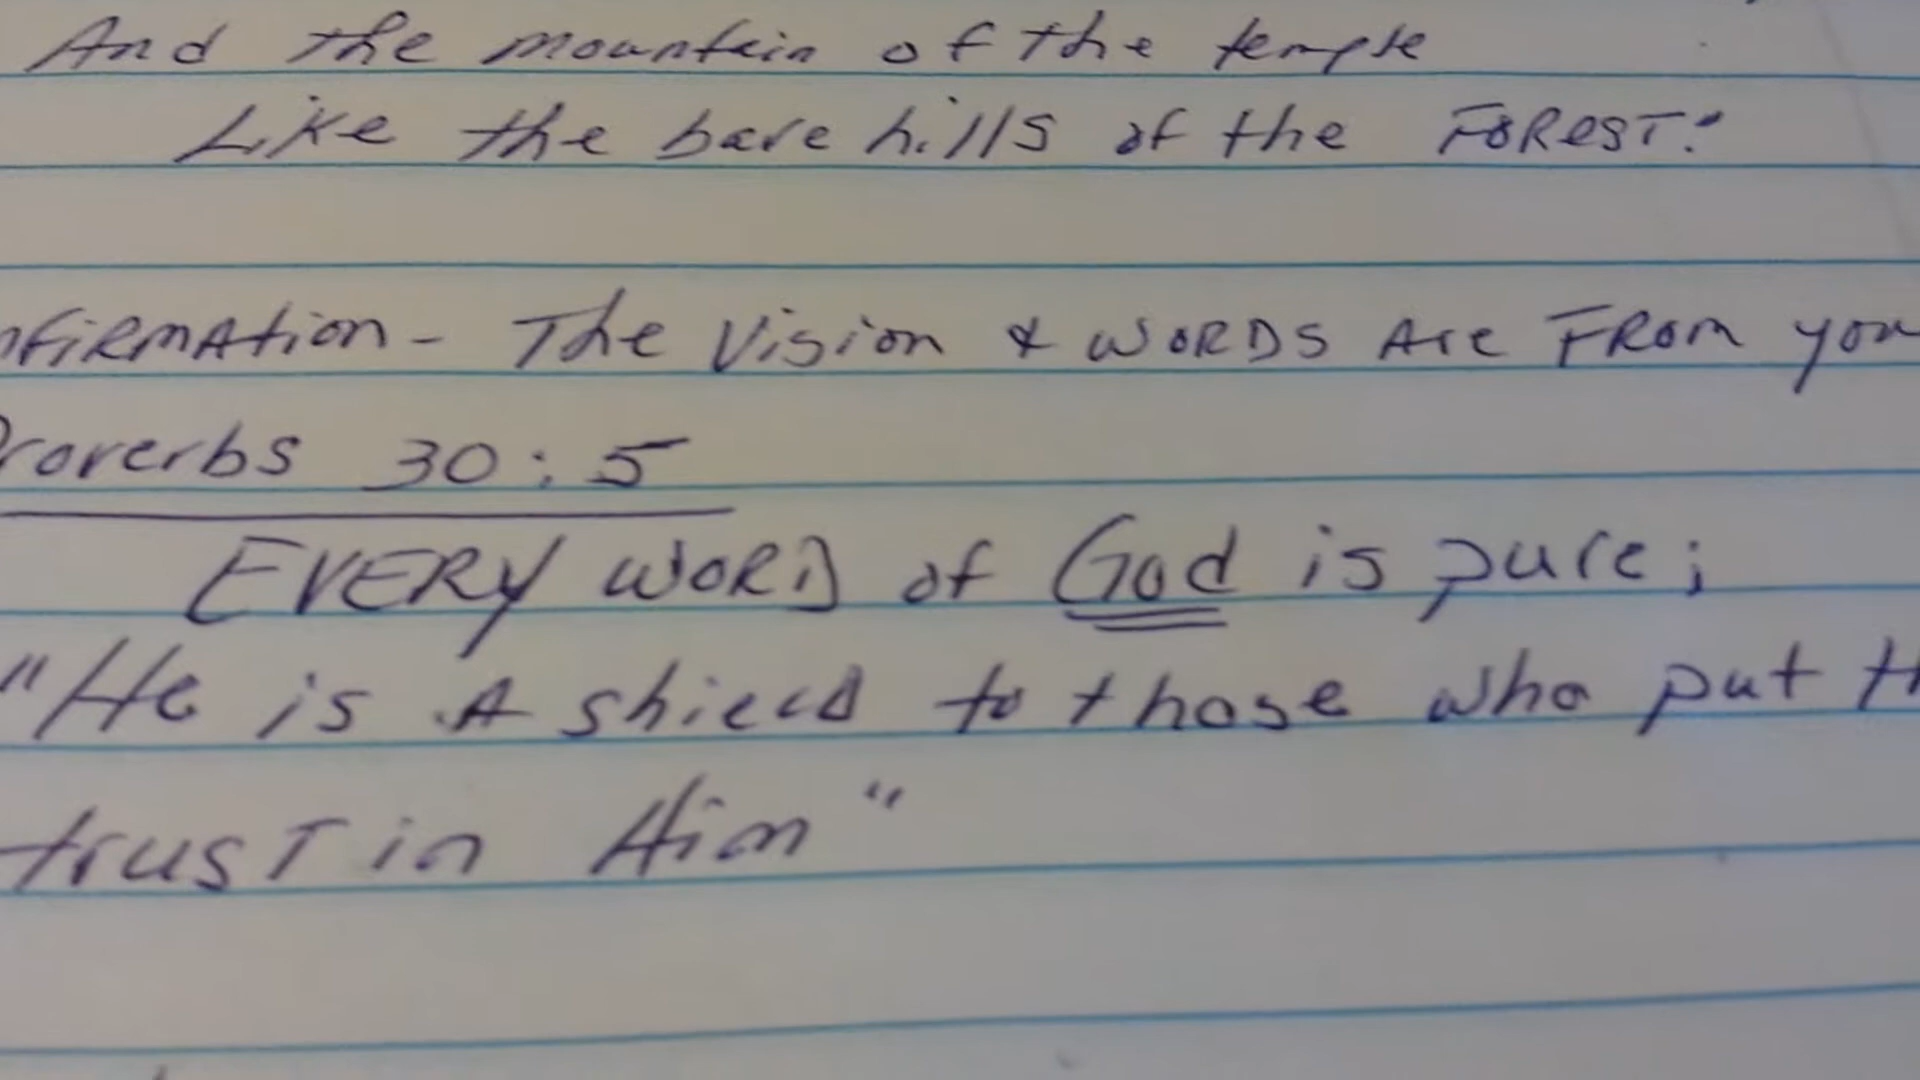 And the mountain of the temple
Like the bare hills of the FOREST."
nfiRMAtion - The Vision & WORDS Are FROM you
Proverbs 30:5
EVERY WORD of God is pure;
"He is A shield to those who put th
trust in Him"